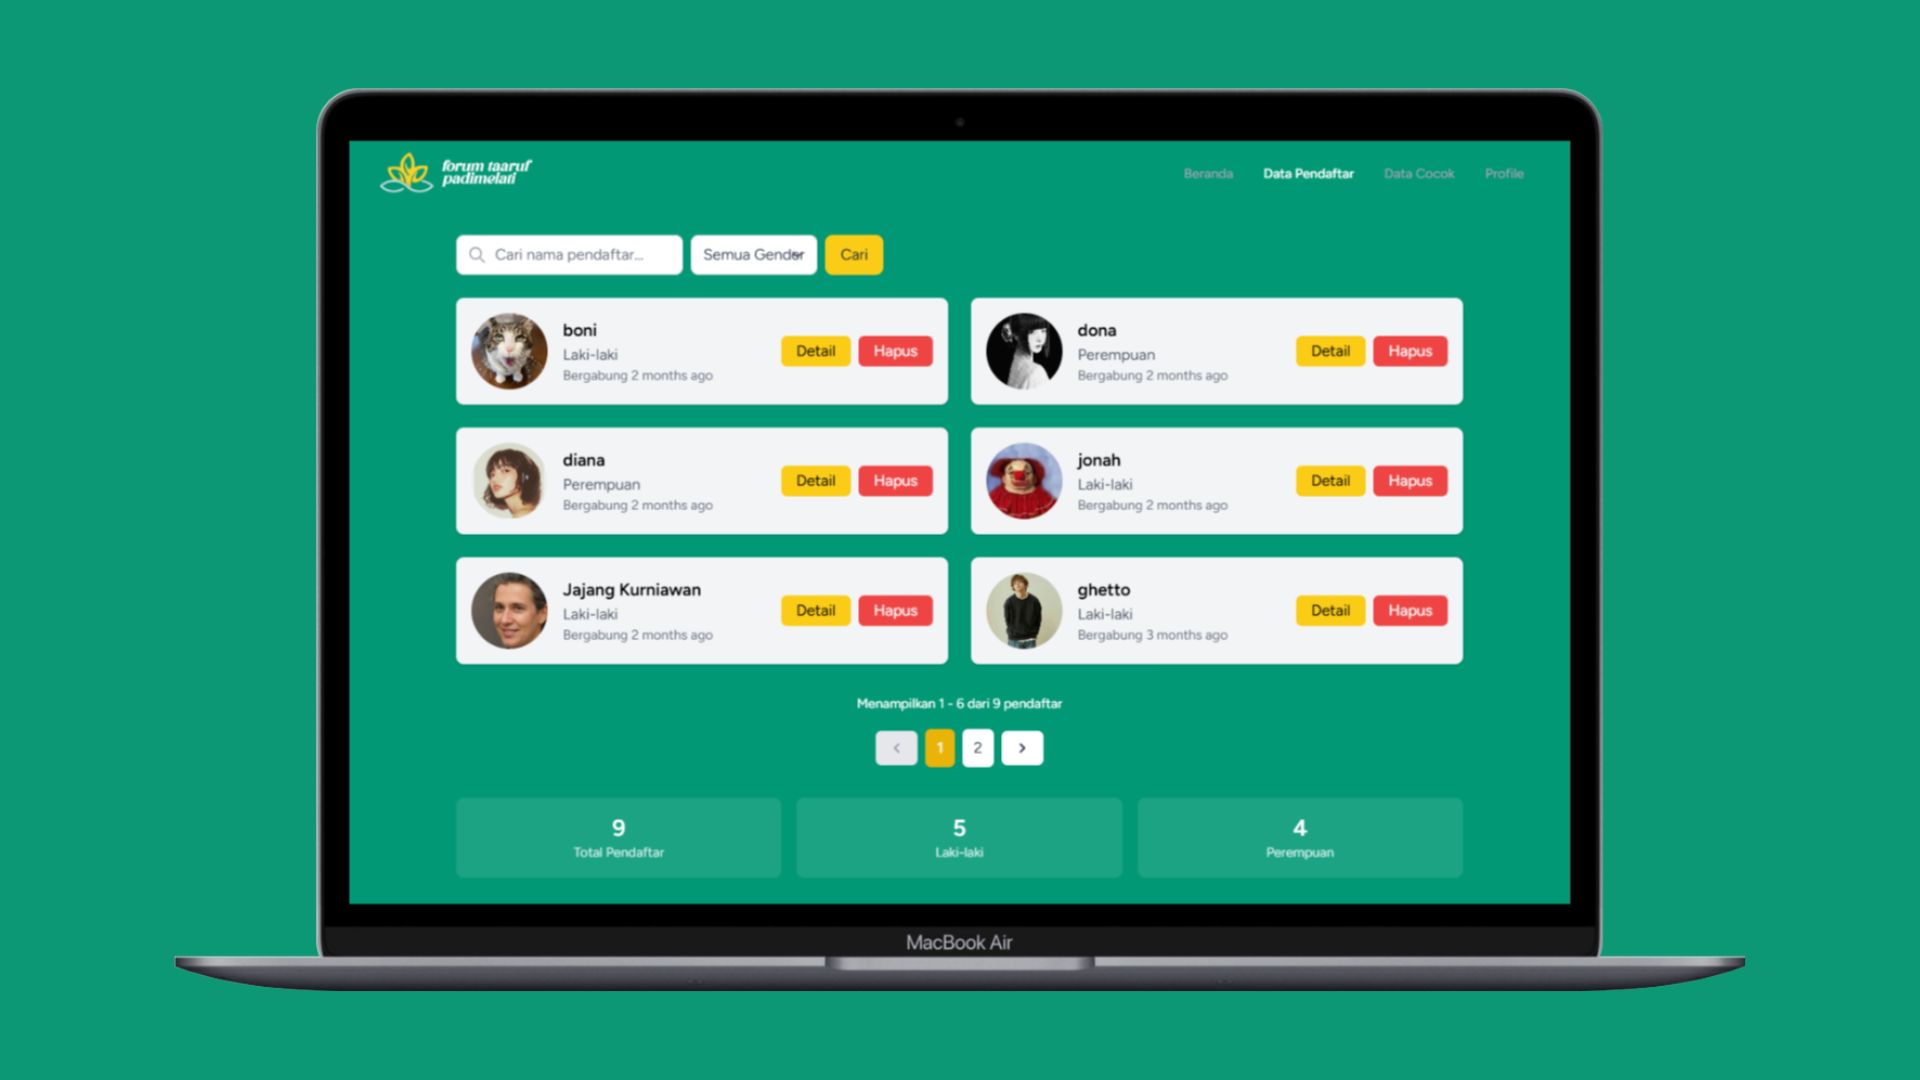 forum taaruf
padimelati
Beranda
Data Pendaftar
Data Cocok
Profile
Cari nama pendaftar...
Semua Gender
Cari
boni
Laki-laki
Bergabung 2 months ago
Detail
Hapus
dona
Perempuan
Bergabung 2 months ago
Detail
Hapus
diana
Perempuan
Bergabung 2 months ago
Detail
Hapus
jonah
Laki-laki
Bergabung 2 months ago
Detail
Hapus
Jajang Kurniawan
Laki-laki
Bergabung 2 months ago
Detail
Hapus
ghetto
Laki-laki
Bergabung 3 months ago
Detail
Hapus
Menampilkan 1 - 6 dari 9 pendaftar
1
2
9
Total Pendaftar
5
Laki-laki
4
Perempuan
MacBook Air